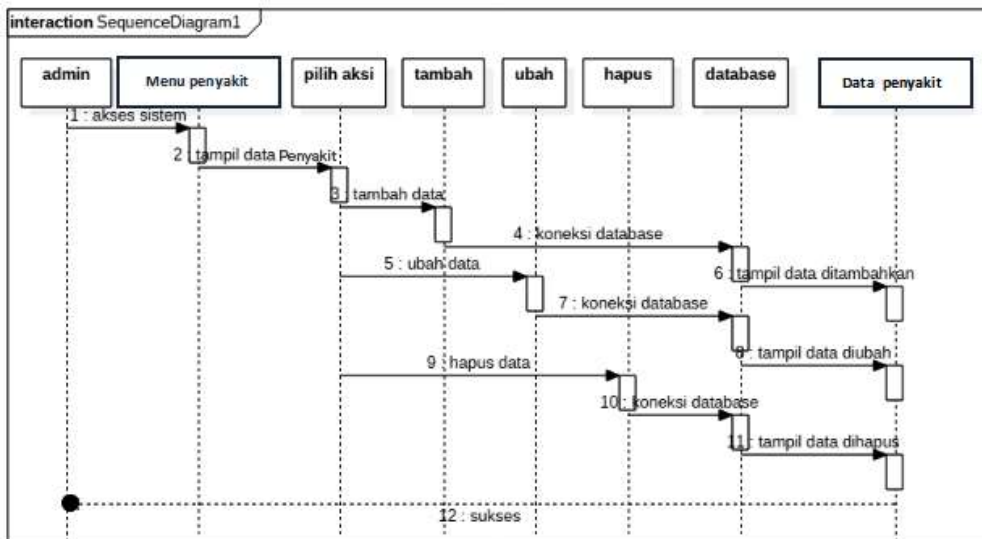 interaction SequenceDiagram1
admin
Menu penyakit
pilih aksi
tambah
ubah
hapus
database
Data penyakit
1 : akses sistem
2 : tampil data Penyakit
3 : tambah data
4 : koneksi database
5 : ubah data
6 : tampil data ditambahkan
7 : koneksi database
8 : tampil data diubah
9 : hapus data
10 : koneksi database
11 : tampil data dihapus
12 : sukses